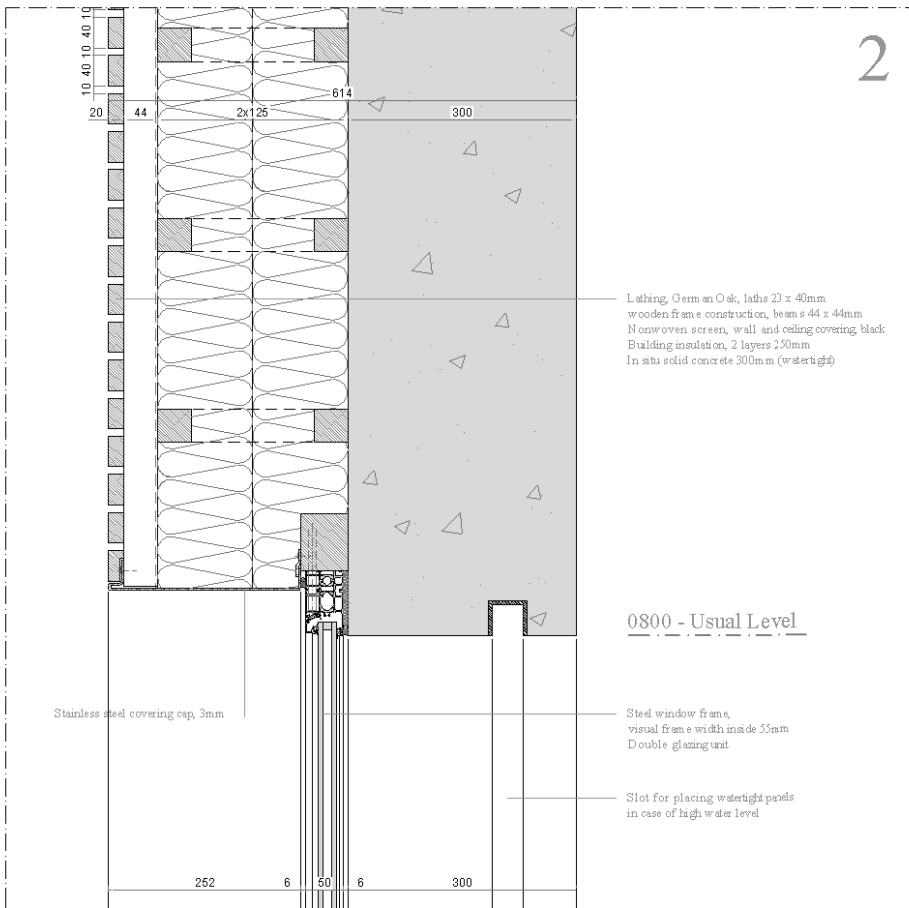 2
10
40
10
40
10
614
20 44 2x125 300
Lathing, German Oak, laths 20 x 40mm
wooden frame construction, beams 44 x 44mm
Nonwoven screen, wall and ceiling covering, black
Building insulation, 2 layers 250mm
In situ solid concrete 300mm (watertight)
0800 - Usual Level
Stainless steel covering cap, 3mm
Steel window frame,
visual frame width inside 55mm
Double glazing unit
Slot for placing watertight panels
in case of high water level
252 6 50 6 300